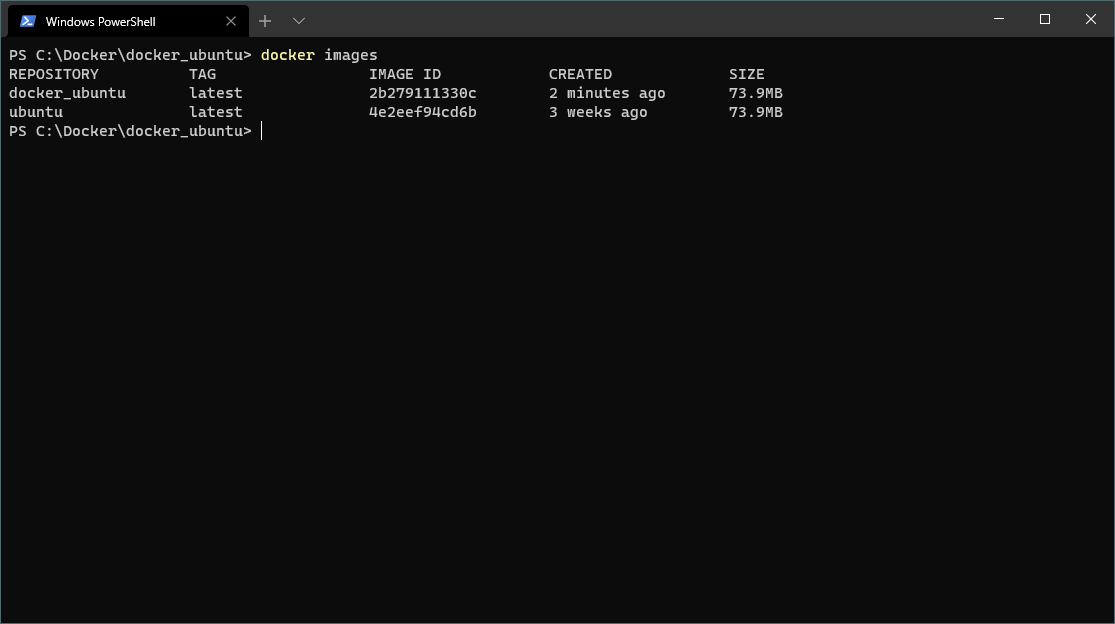 Windows PowerShell
PS C:\Docker\docker_ubuntu> docker images
REPOSITORY TAG IMAGE ID CREATED SIZE
docker_ubuntu latest 2b279111330c 2 minutes ago 73.9MB
ubuntu latest 4e2eef94cd6b 3 weeks ago 73.9MB
PS C:\Docker\docker_ubuntu>